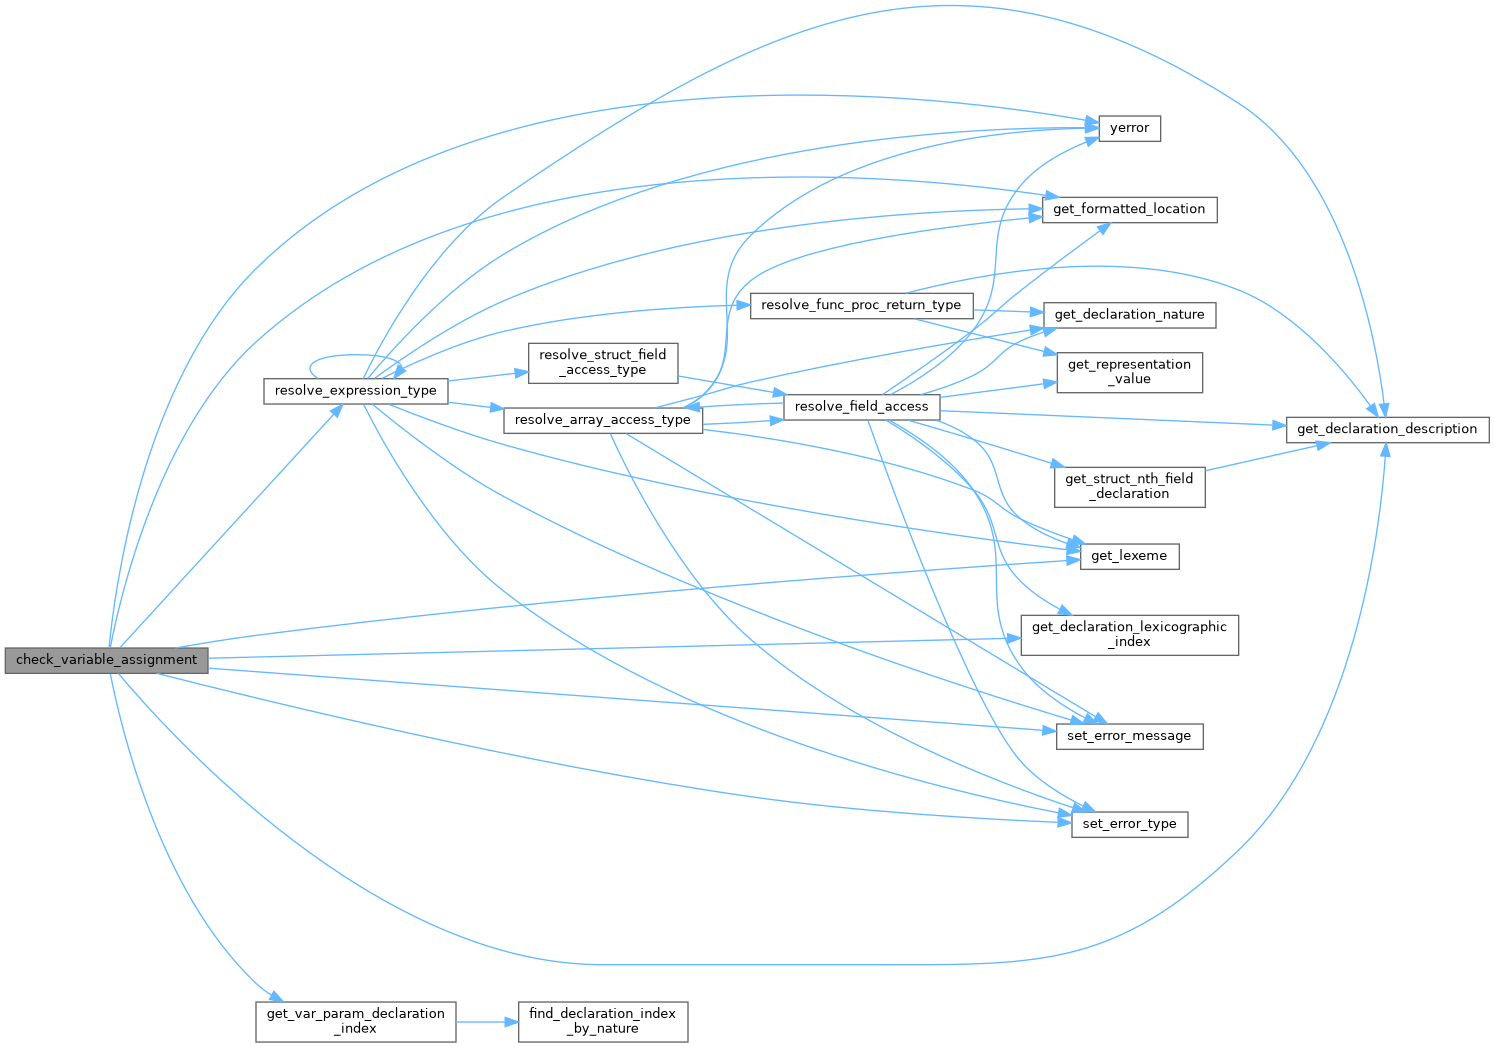 yerror
get_formatted_location
resolve_func_proc_return_type
get_declaration_nature
resolve_struct_field
_access_type
get_representation
_value
resolve_expression_type
resolve_field_access
resolve_array_access_type
get_declaration_description
get_struct_nth_field
_declaration
get_lexeme
get_declaration_lexicographic
_index
check_variable_assignment
set_error_message
set_error_type
get_var_param_declaration
_index
find_declaration_index
_by_nature